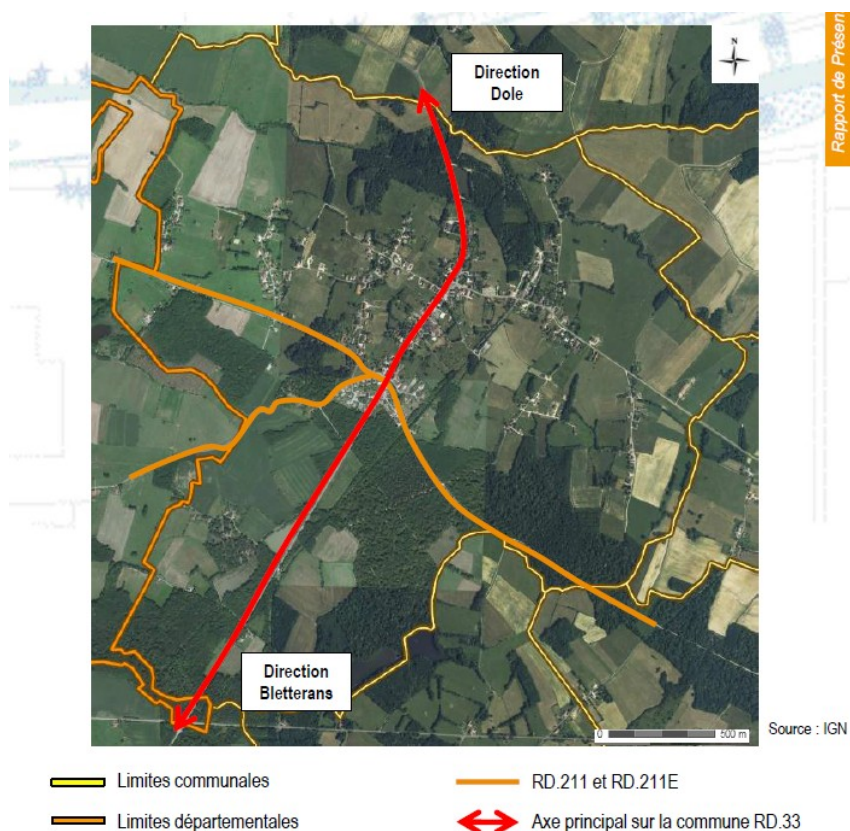 Rapport de Présen
N
Direction
Dole
Direction
Bletterans
0 500 m
Source : IGN
Limites communales
RD.211 et RD.211E
Limites départementales
Axe principal sur la commune RD.33